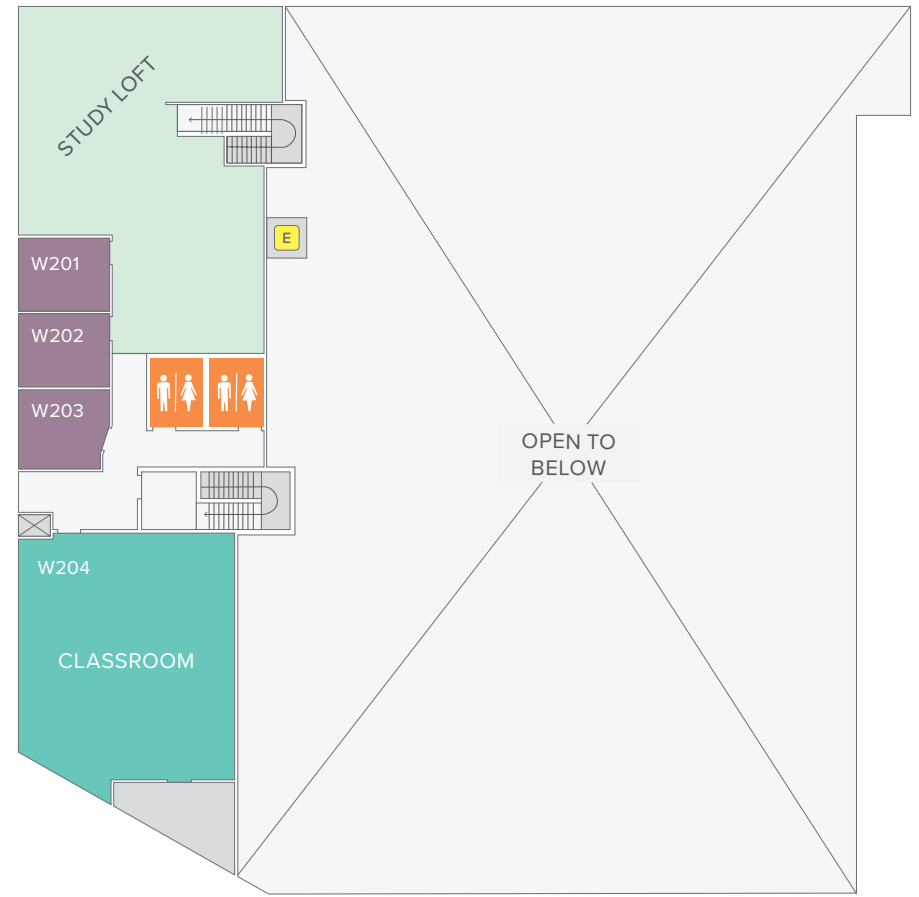 STUDY LOFT
E
W201
W202
W203
OPEN TO
BELOW
W204
CLASSROOM